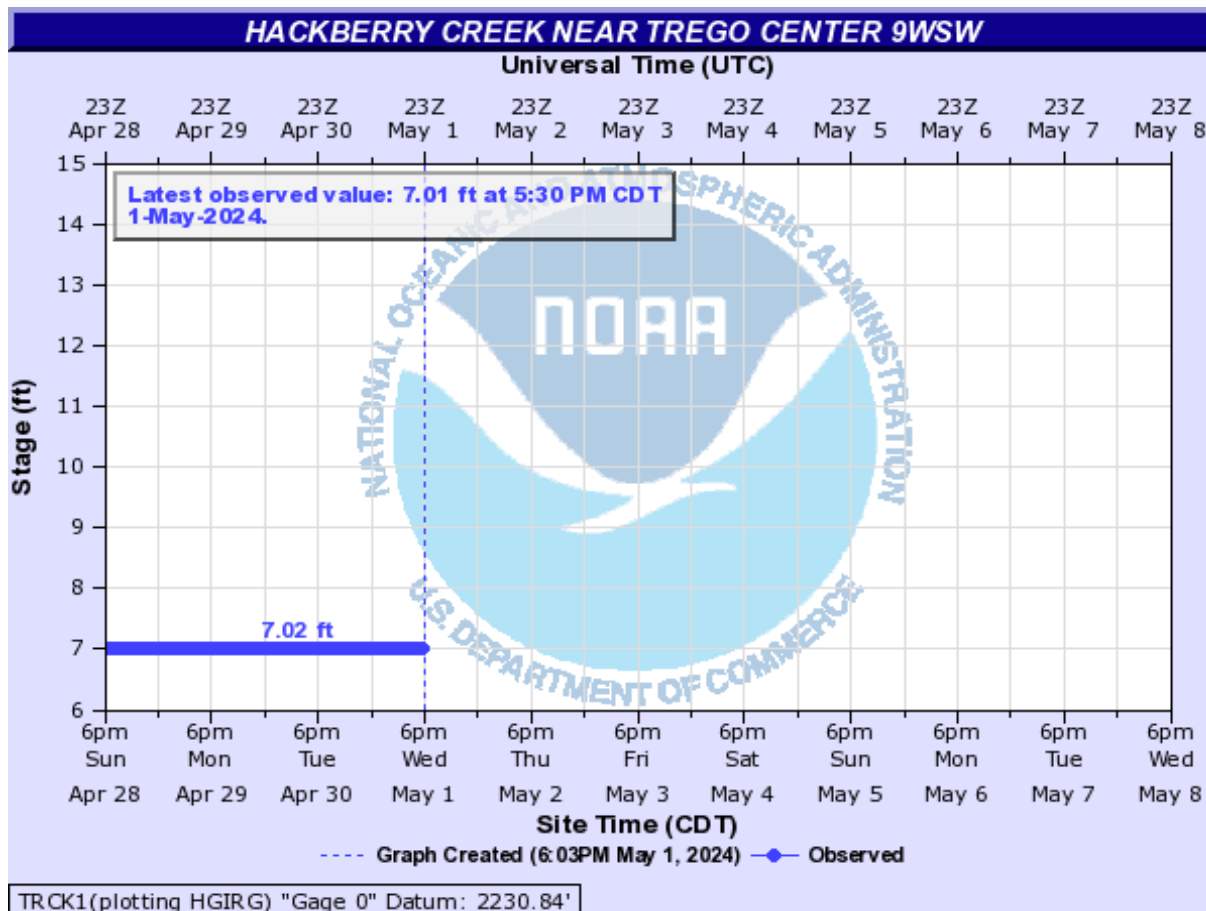 HACKBERRY CREEK NEAR TREGO CENTER 9WSW
Universal Time (UTC)
23Z 23Z 23Z 23Z 23Z 23Z 23Z 23Z 23Z 23Z 23Z
Apr 28 Apr 29 Apr 30 May 1 May 2 May 3 May 4 May 5 May 6 May 7 May 8
Latest observed value: 7.01 ft at 5:30 PM CDT
1-May-2024.
NATIONAL OCEANIC AND ATMOSPHERIC ADMINISTRATION
NOAA
U.S. DEPARTMENT OF COMMERCE
Stage (ft)
15
14
13
12
11
10
9
8
7
6
7.02 ft
6pm 6pm 6pm 6pm 6pm 6pm 6pm 6pm 6pm 6pm 6pm
Sun Mon Tue Wed Thu Fri Sat Sun Mon Tue Wed
Apr 28 Apr 29 Apr 30 May 1 May 2 May 3 May 4 May 5 May 6 May 7 May 8
Site Time (CDT)
Graph Created (6:03PM May 1, 2024) Observed
TRCK1(plotting HGIRG) "Gage 0" Datum: 2230.84'